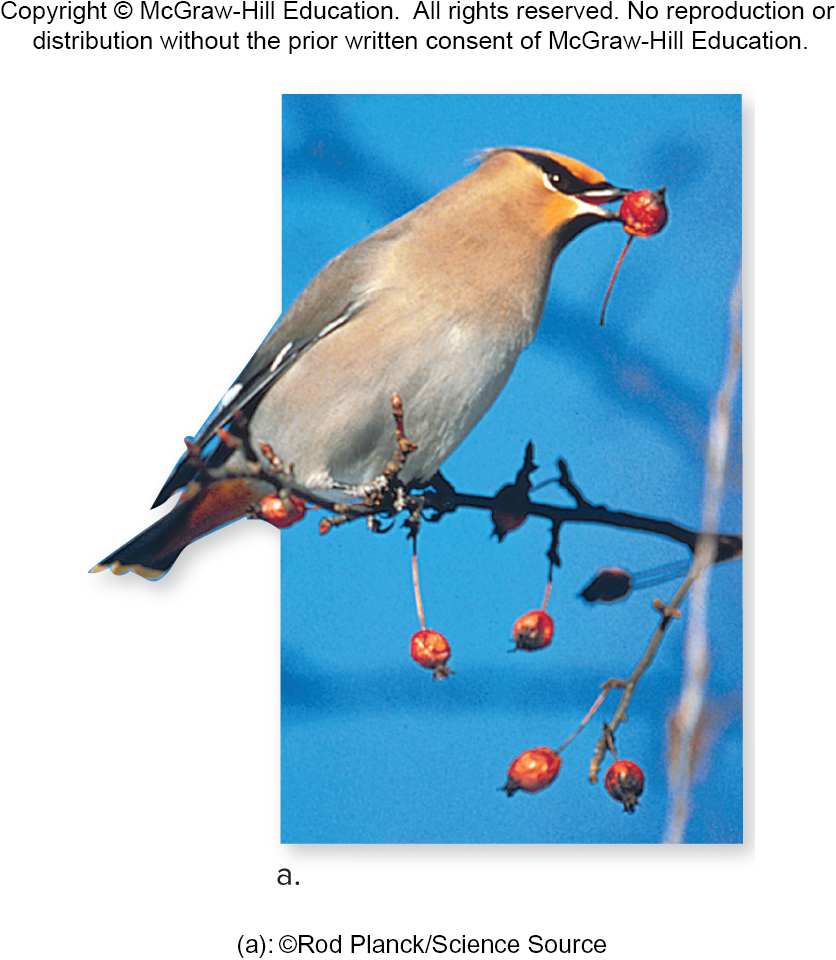 Copyright © McGraw-Hill Education.  All rights reserved. No reproduction or
distribution without the prior written consent of McGraw-Hill Education.
a.
(a): ©Rod Planck/Science Source